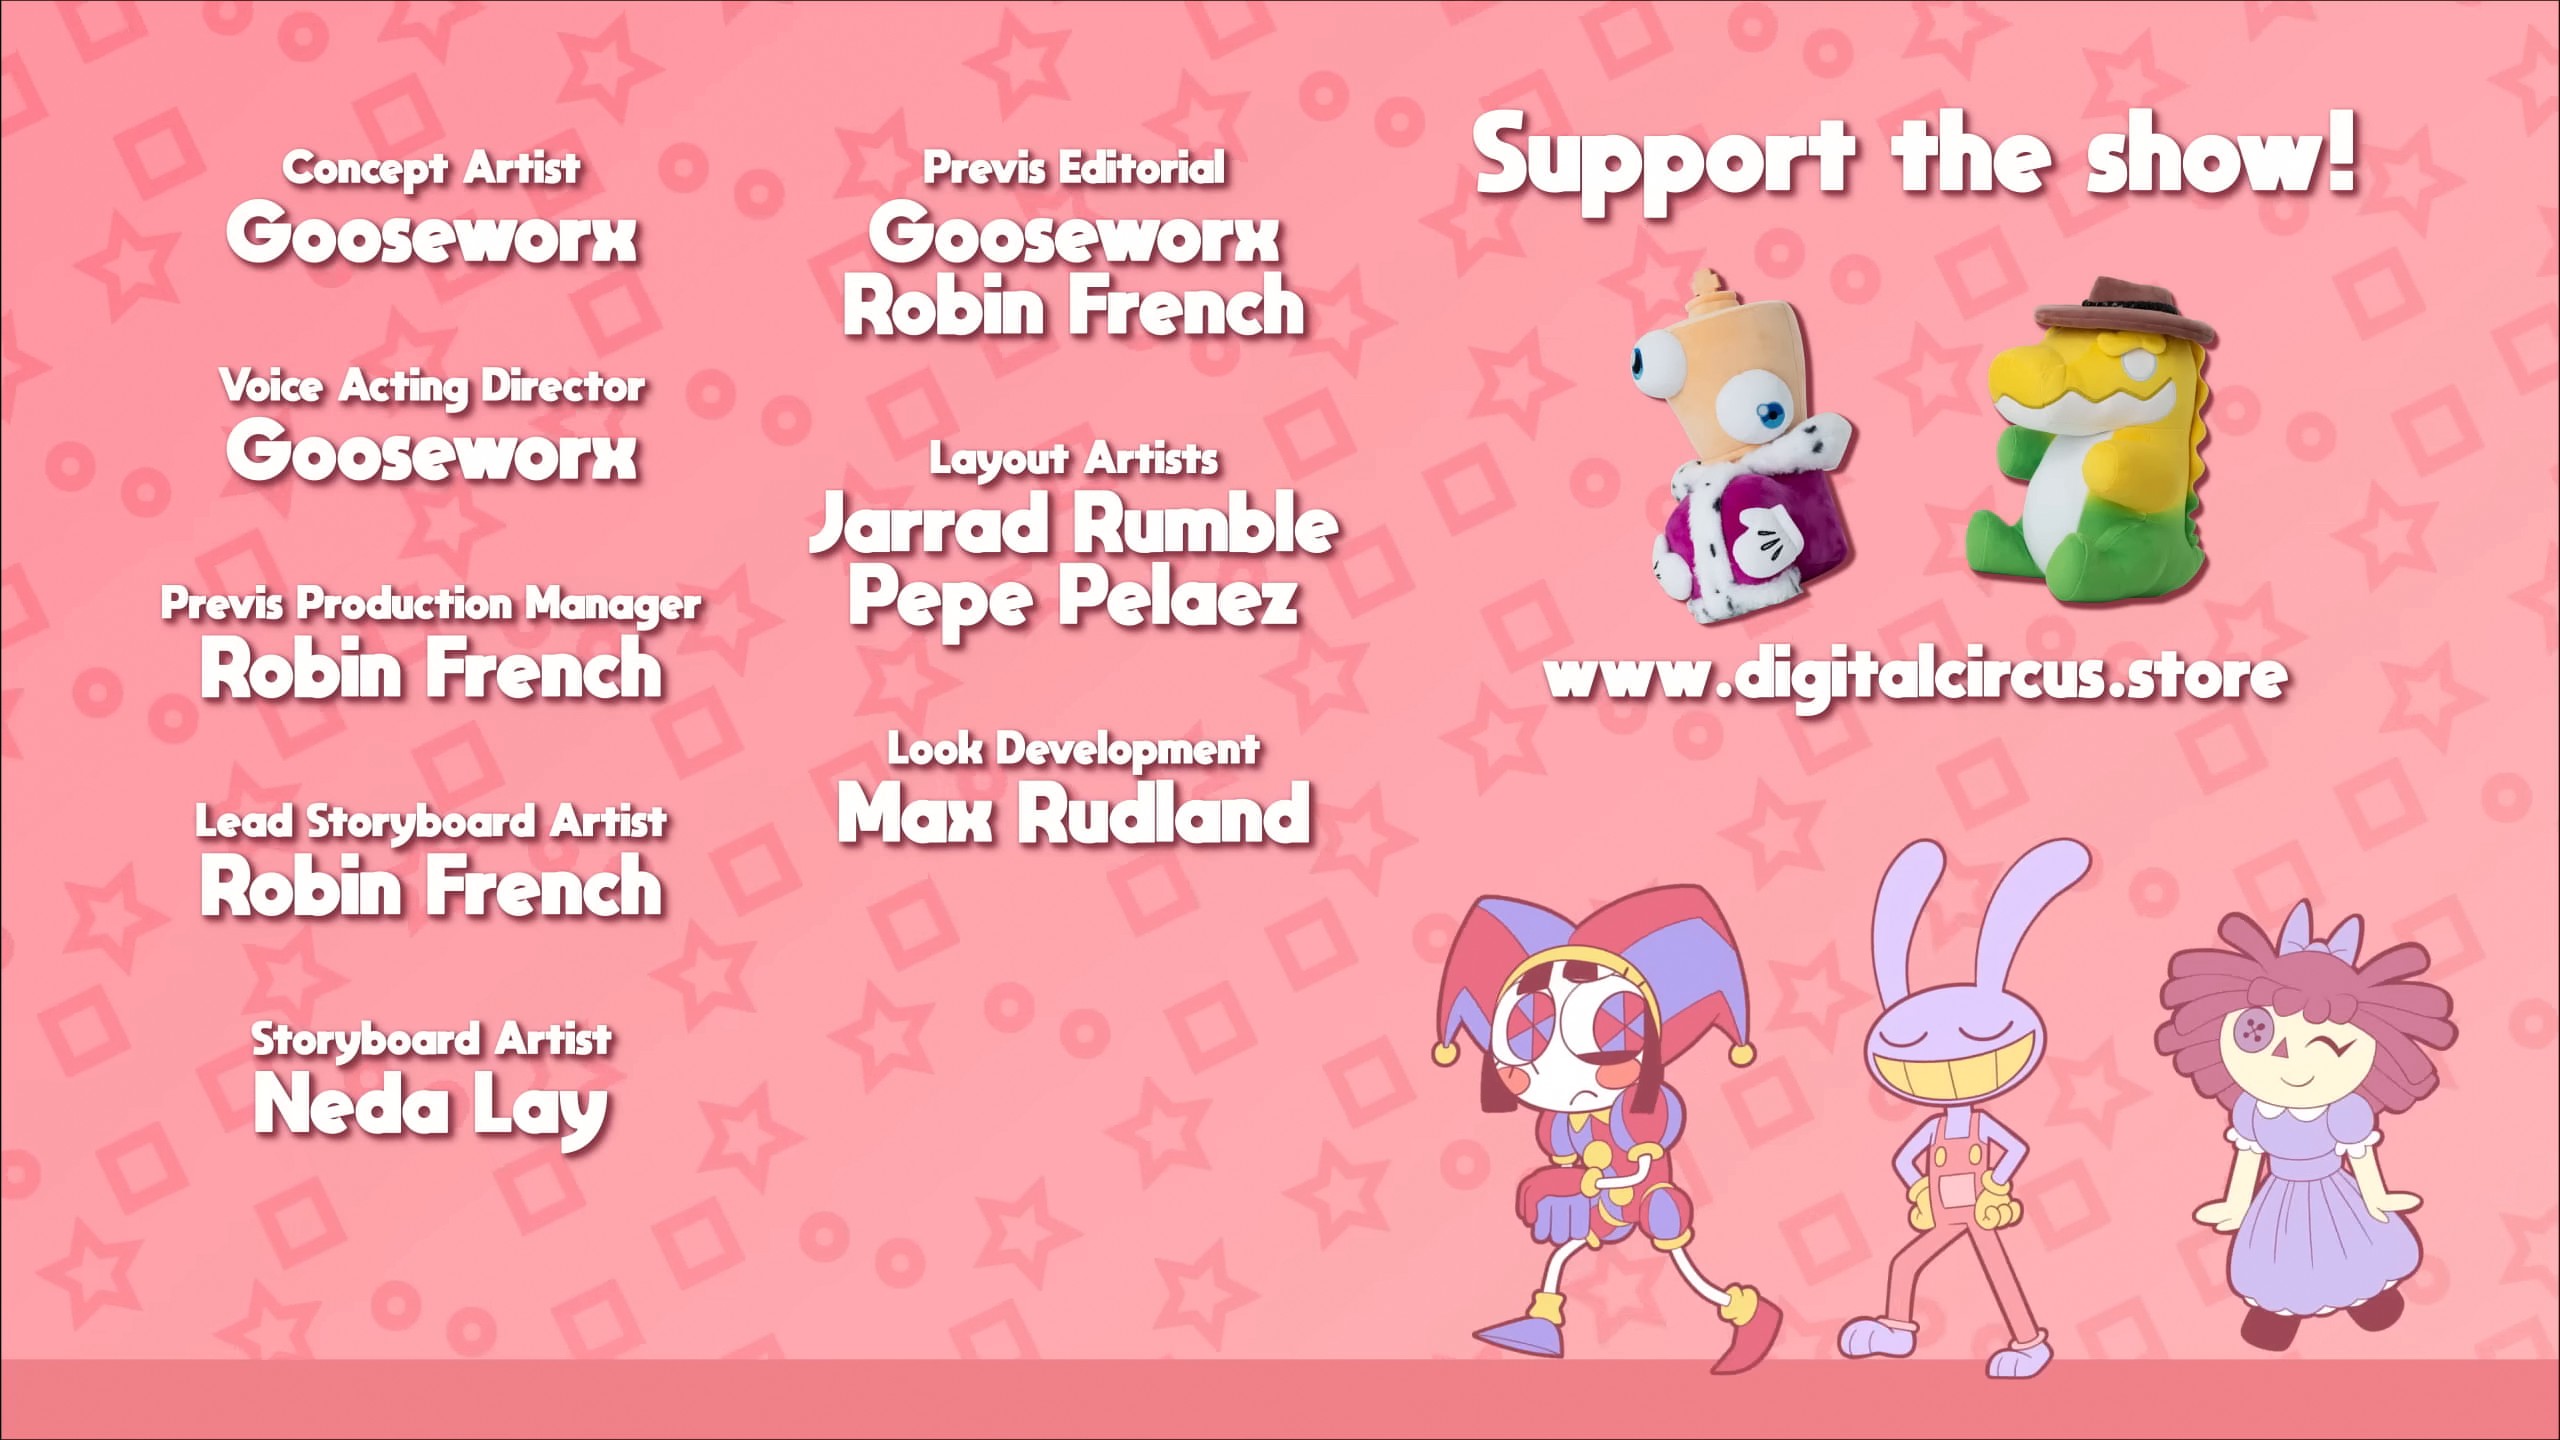 Concept Artist
Gooseworx
Voice Acting Director
Gooseworx
Previs Production Manager
Robin French
Lead Storyboard Artist
Robin French
Storyboard Artist
Neda Lay
Previs Editorial
Gooseworx
Robin French
Layout Artists
Jarrad Rumble
Pepe Pelaez
Look Development
Max Rudland
Support the show!
www.digitalcircus.store